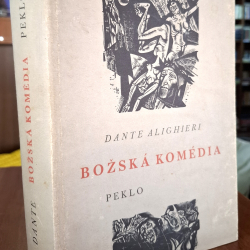 DANTE ALIGHIERI
BOŽSKÁ KOMÉDIA
PEKLO
DANTE BOŽSKÁ KOMÉDIA PEKLO